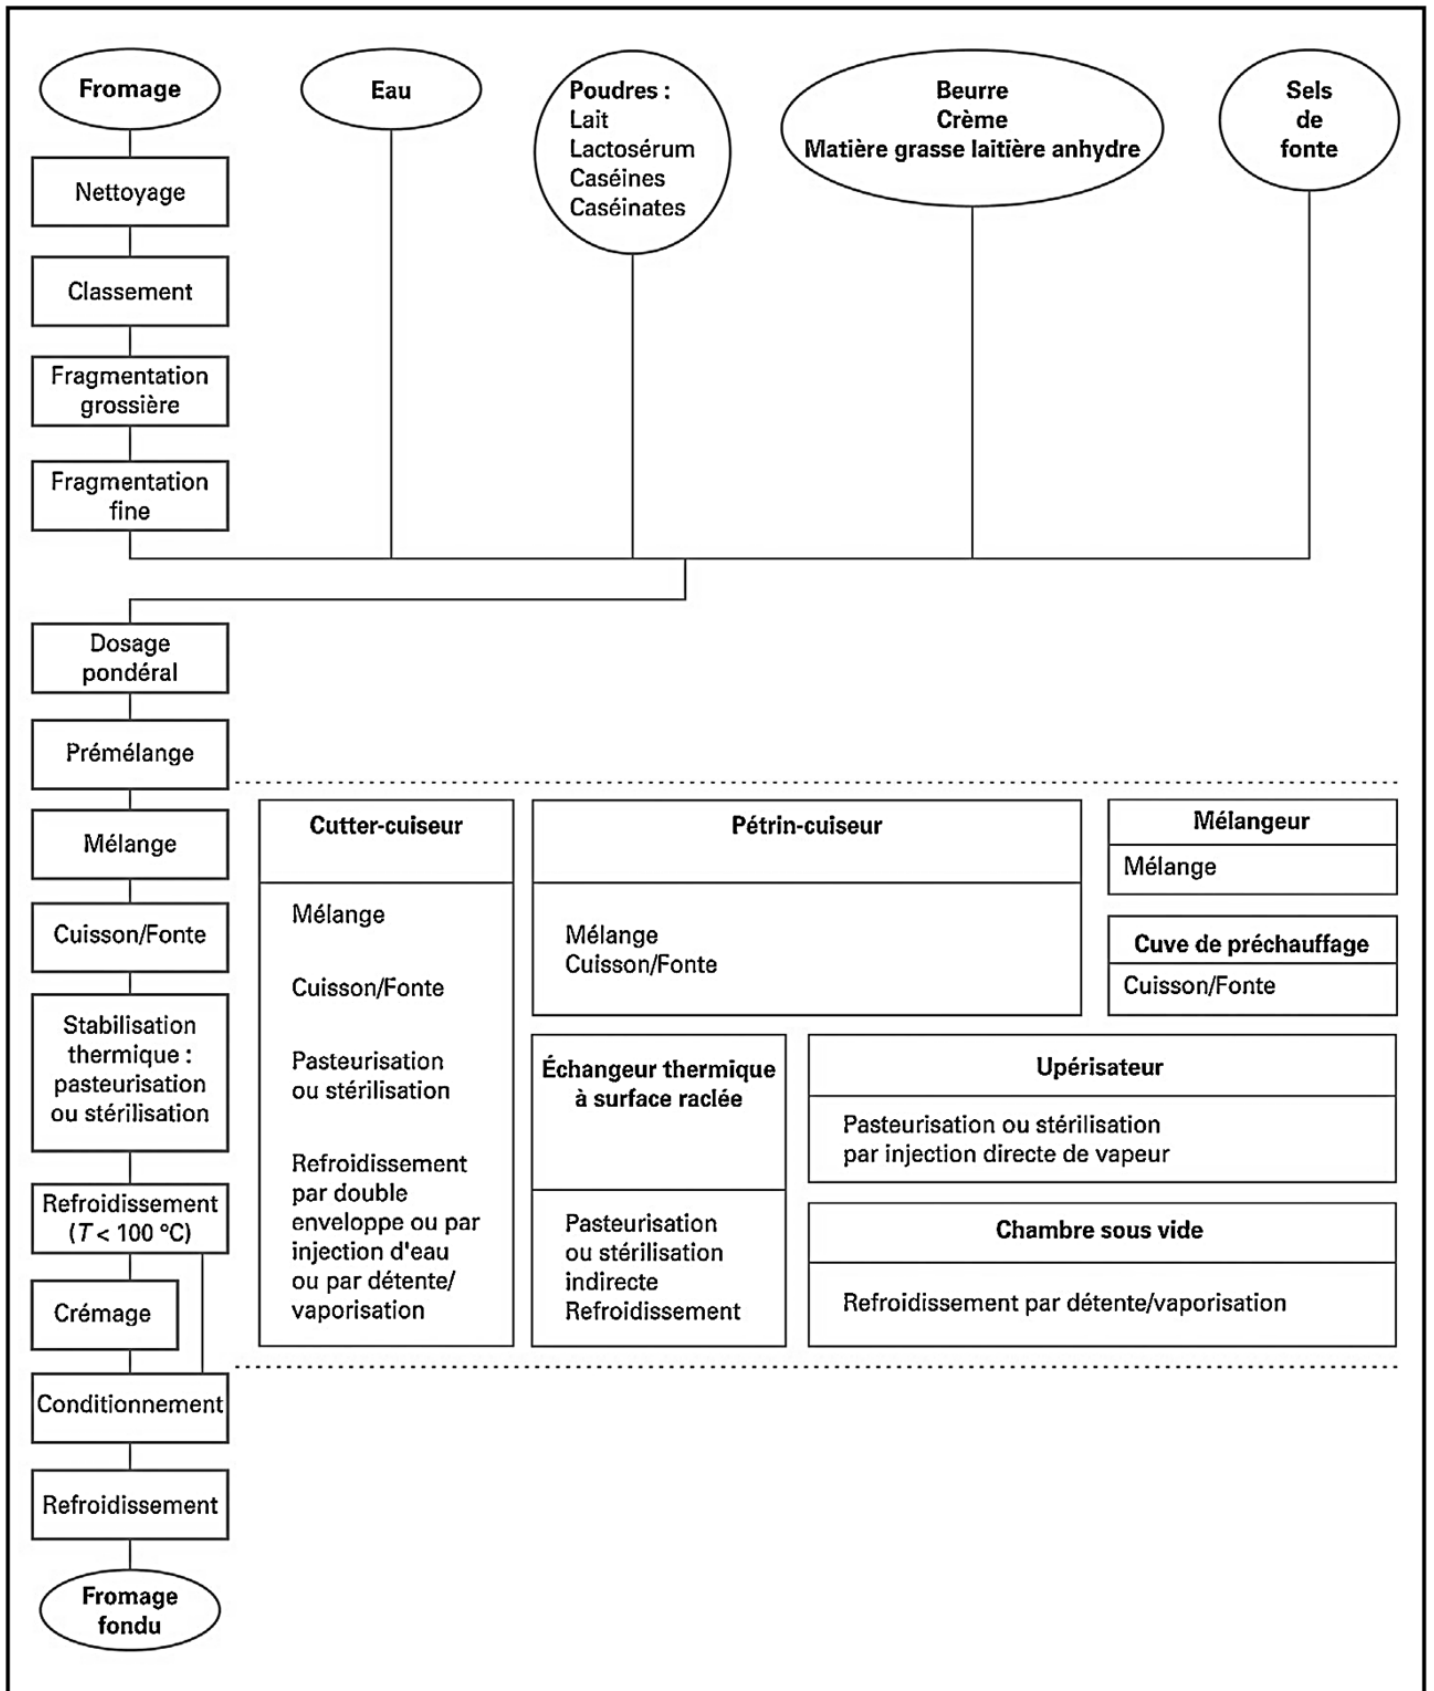 Fromage
Eau
Poudres :
Lait
Lactosérum
Caséines
Caséinates
Beurre
Crème
Matière grasse laitière anhydre
Sels
de
fonte
Nettoyage
Classement
Fragmentation
grossière
Fragmentation
fine
Dosage
pondéral
Prémélange
Mélange
Cuisson/Fonte
Stabilisation
thermique :
pasteurisation
ou stérilisation
Refroidissement
(T < 100 °C)
Crémage
Conditionnement
Refroidissement
Fromage
fondu
Cutter-cuiseur
Mélange
Cuisson/Fonte
Pasteurisation
ou stérilisation
Refroidissement
par double
enveloppe ou par
injection d'eau
ou par détente/
vaporisation
Pétrin-cuiseur
Mélange
Cuisson/Fonte
Mélangeur
Mélange
Cuve de préchauffage
Cuisson/Fonte
Échangeur thermique
à surface raclée
Pasteurisation
ou stérilisation
indirecte
Refroidissement
Upérisateur
Pasteurisation ou stérilisation
par injection directe de vapeur
Chambre sous vide
Refroidissement par détente/vaporisation